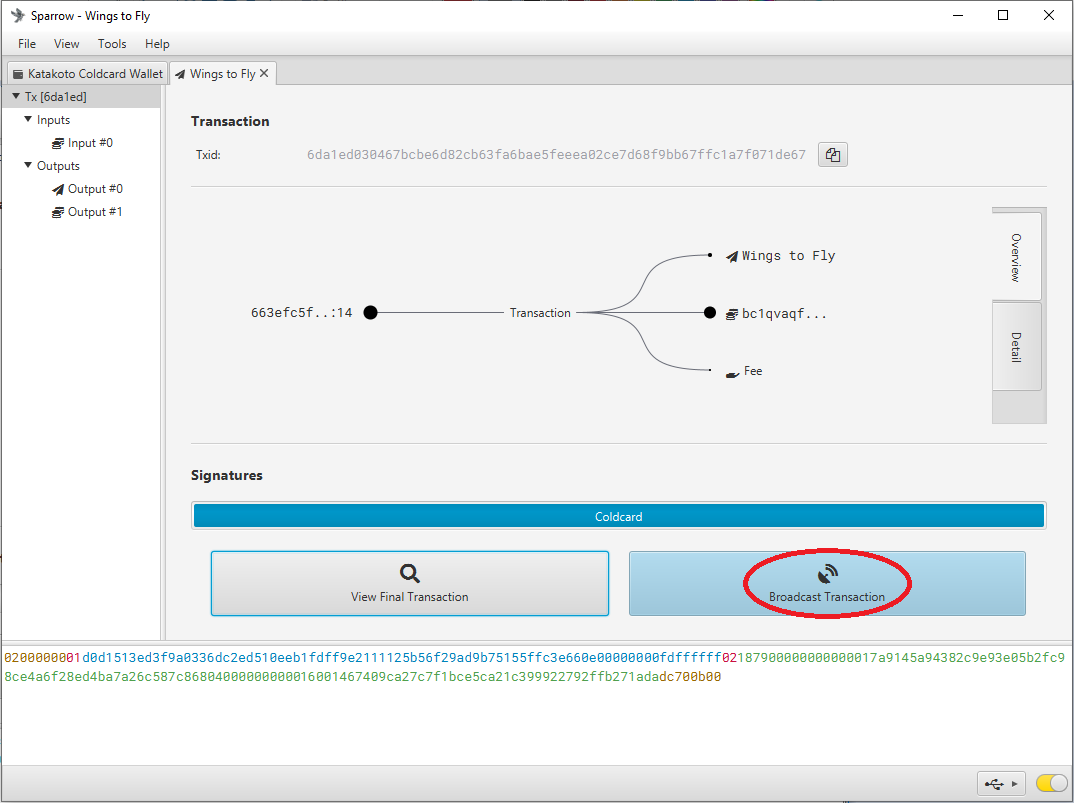 Sparrow - Wings to Fly
File View Tools Help
Katakoto Coldcard Wallet Wings to Fly
Tx [6da1ed]
Inputs
Input #0
Outputs
Output #0
Output #1
Transaction
Txid: 6da1ed030467bcbe6d82cb63fa6bae5feeea02ce7d68f9bb67ffc1a7f071de67
Overview
Detail
Wings to Fly
663efc5f..:14 Transaction bc1qvaqf...
Fee
Signatures
Coldcard
View Final Transaction
Broadcast Transaction
0200000001d0d1513ed3f9a0336dc2ed510eeb1fdff9e2111125b56f29ad9b75155ffc3e660e00000000fdffffff02187900000000000017a9145a94382c9e93e05b2fc9
8ce4a6f28ed4ba7a26c587c86804000000000016001467409ca27c7f1bce5ca21c399922792ffb271adadc700b00